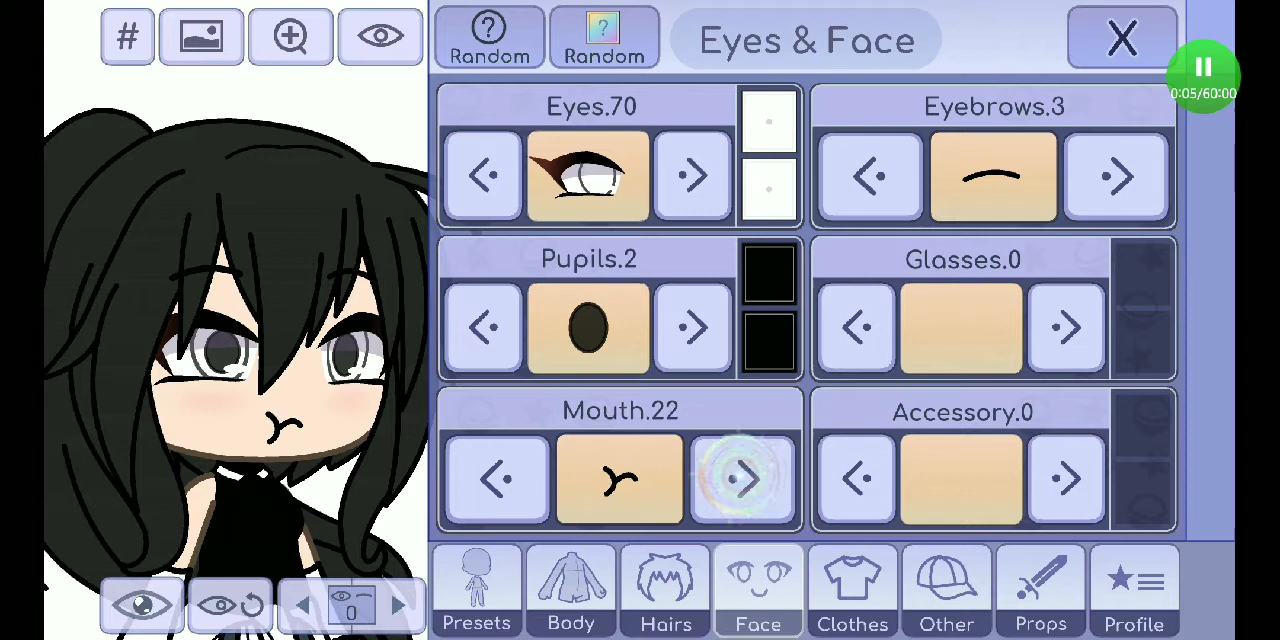 #
?
Random
?
Random
Eyes & Face
X
0:05/60:00
Eyes.70
Eyebrows.3
Pupils.2
Glasses.0
Mouth.22
Accessory.0
0
Presets
Body
Hairs
Face
Clothes
Other
Props
Profile